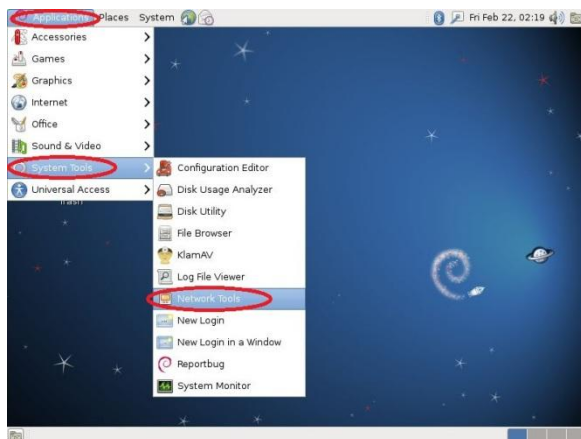 Applications Places System Fri Feb 22, 02:19
Accessories
Games
Graphics
Internet
Office
Sound & Video
System Tools
Universal Access
Trash
Configuration Editor
Disk Usage Analyzer
Disk Utility
File Browser
KlamAV
Log File Viewer
Network Tools
New Login
New Login in a Window
Reportbug
System Monitor